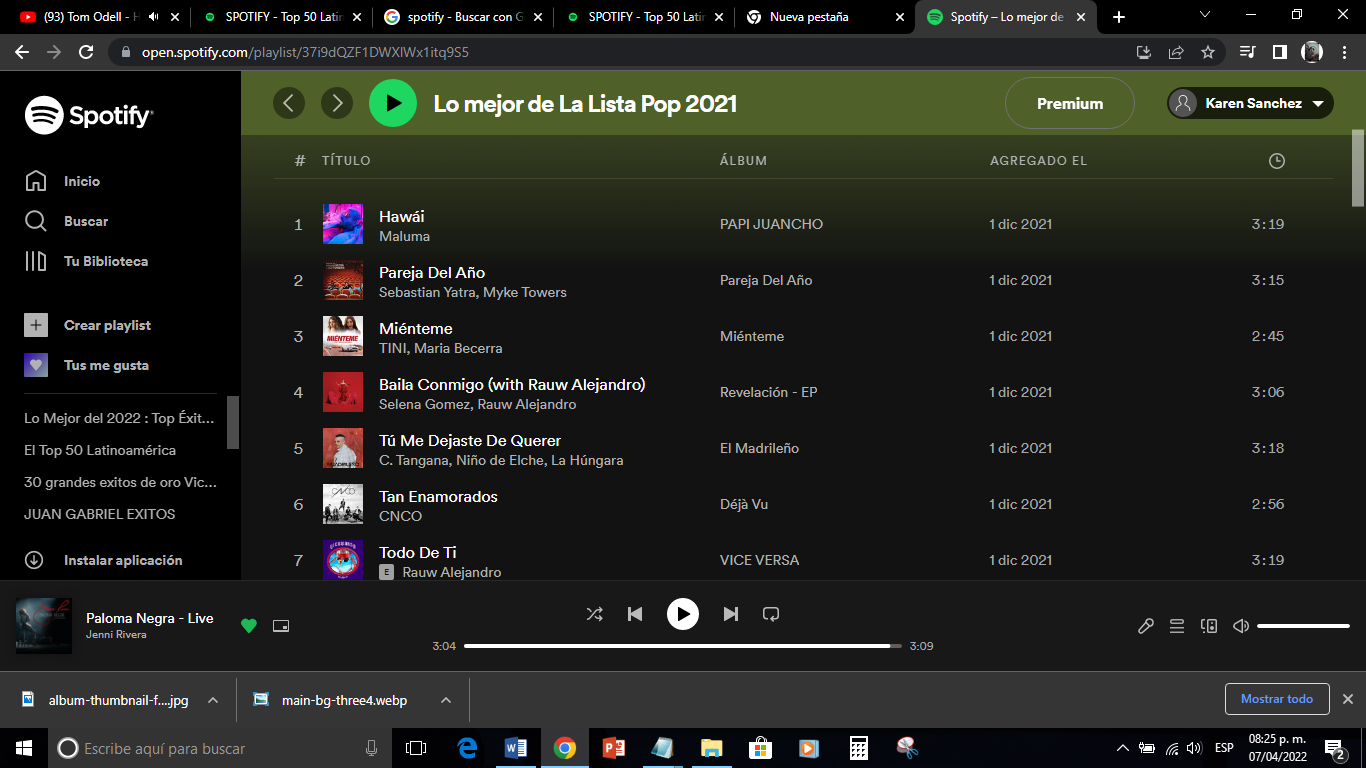 (93) Tom Odell - H
SPOTIFY - Top 50 Latin
spotify - Buscar con G
SPOTIFY - Top 50 Latin
Nueva pestaña
Spotify – Lo mejor de
open.spotify.com/playlist/37i9dQZF1DWXlWx1itq9S5
Spotify
Lo mejor de La Lista Pop 2021
Premium
Karen Sanchez
Inicio
Buscar
Tu Biblioteca
Crear playlist
Tus me gusta
Lo Mejor del 2022 : Top Éxit...
El Top 50 Latinoamérica
30 grandes exitos de oro Vic...
JUAN GABRIEL EXITOS
Instalar aplicación
# TÍTULO ÁLBUM AGREGADO EL
1 Hawái PAPI JUANCHO 1 dic 2021 3:19
Maluma
2 Pareja Del Año Pareja Del Año 1 dic 2021 3:15
Sebastian Yatra, Myke Towers
3 Miénteme Miénteme 1 dic 2021 2:45
MIÉNTEME
TINI, Maria Becerra
4 Baila Conmigo (with Rauw Alejandro) Revelación - EP 1 dic 2021 3:06
Selena Gomez, Rauw Alejandro
5 Tú Me Dejaste De Querer El Madrileño 1 dic 2021 3:18
C. Tangana, Niño de Elche, La Húngara
6 Tan Enamorados Déjà Vu 1 dic 2021 2:56
CNCO
CNCO
7 Todo De Ti VICE VERSA 1 dic 2021 3:19
E Rauw Alejandro
Paloma Negra - Live
Jenni Rivera
3:04
3:09
album-thumbnail-f....jpg
main-bg-three4.webp
Mostrar todo
Escribe aquí para buscar
ESP
08:25 p. m.
07/04/2022
2